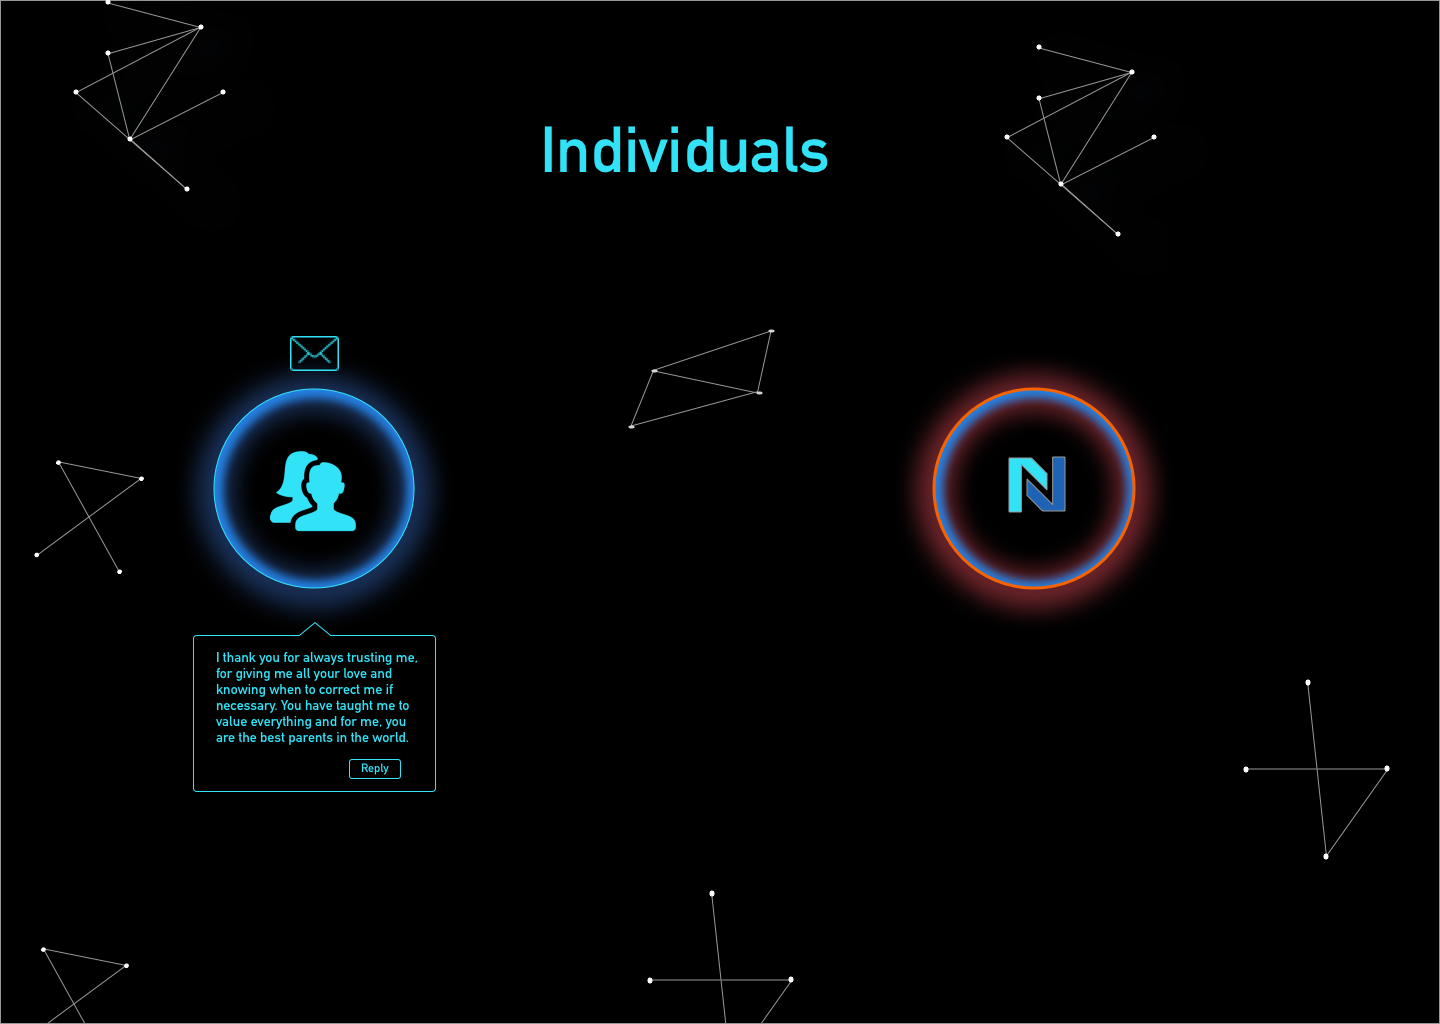 Individuals
N
I thank you for always trusting me,
for giving me all your love and
knowing when to correct me if
necessary. You have taught me to
value everything and for me, you
are the best parents in the world.
Reply